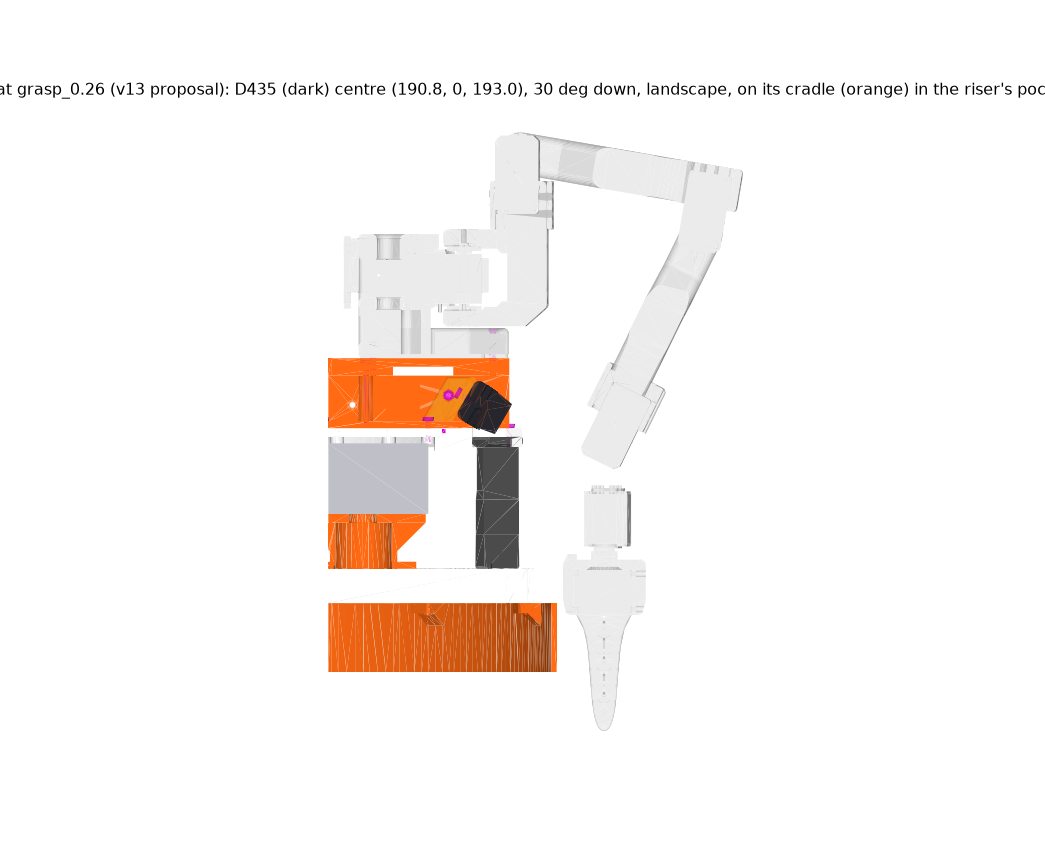 at grasp_0.26 (v13 proposal): D435 (dark) centre (190.8, 0, 193.0), 30 deg down, landscape, on its cradle (orange) in the riser's poc